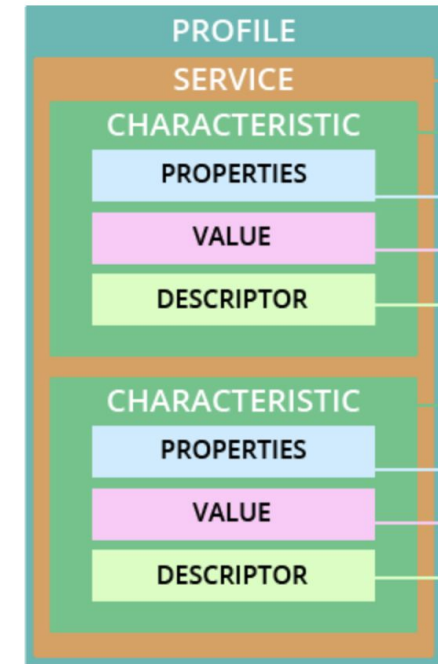 PROFILE
SERVICE
CHARACTERISTIC
PROPERTIES
VALUE
DESCRIPTOR
CHARACTERISTIC
PROPERTIES
VALUE
DESCRIPTOR